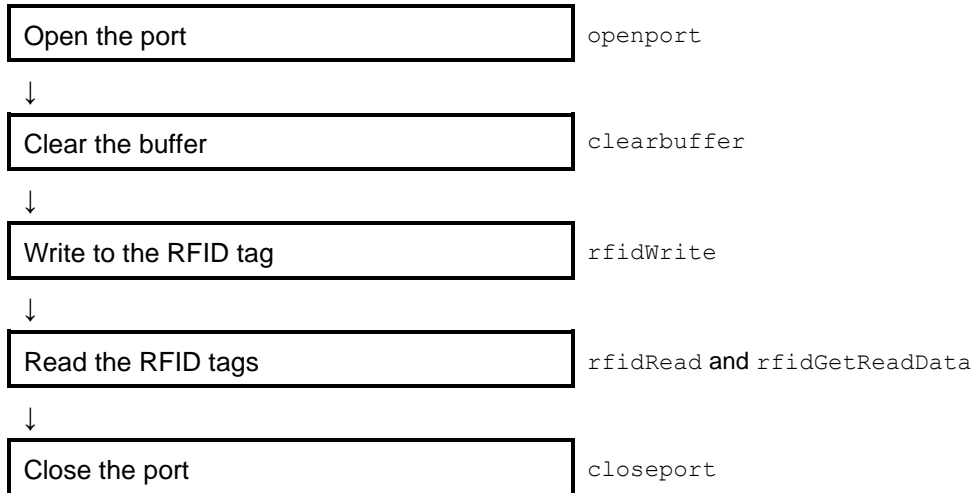 Open the port openport
↓
Clear the buffer clearbuffer
↓
Write to the RFID tag rfidWrite
↓
Read the RFID tags rfidRead and rfidGetReadData
↓
Close the port closeport